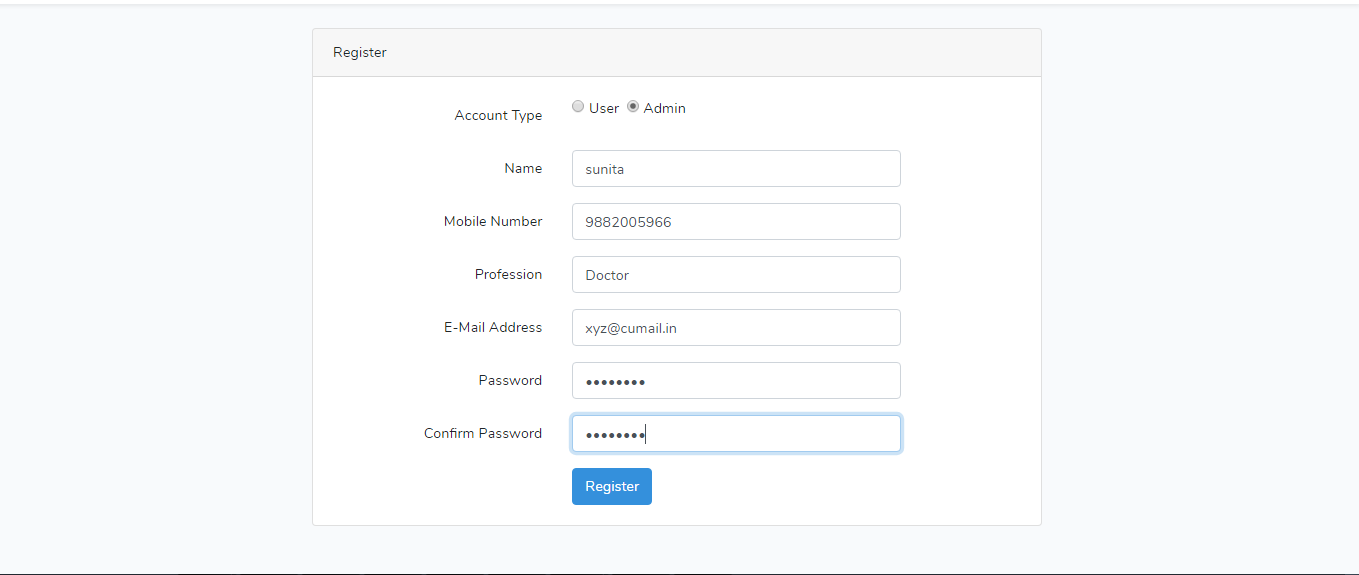 Register
Account Type User Admin
Name sunita
Mobile Number 9882005966
Profession Doctor
E-Mail Address xyz@cumail.in
Password ••••••••
Confirm Password ••••••••
Register